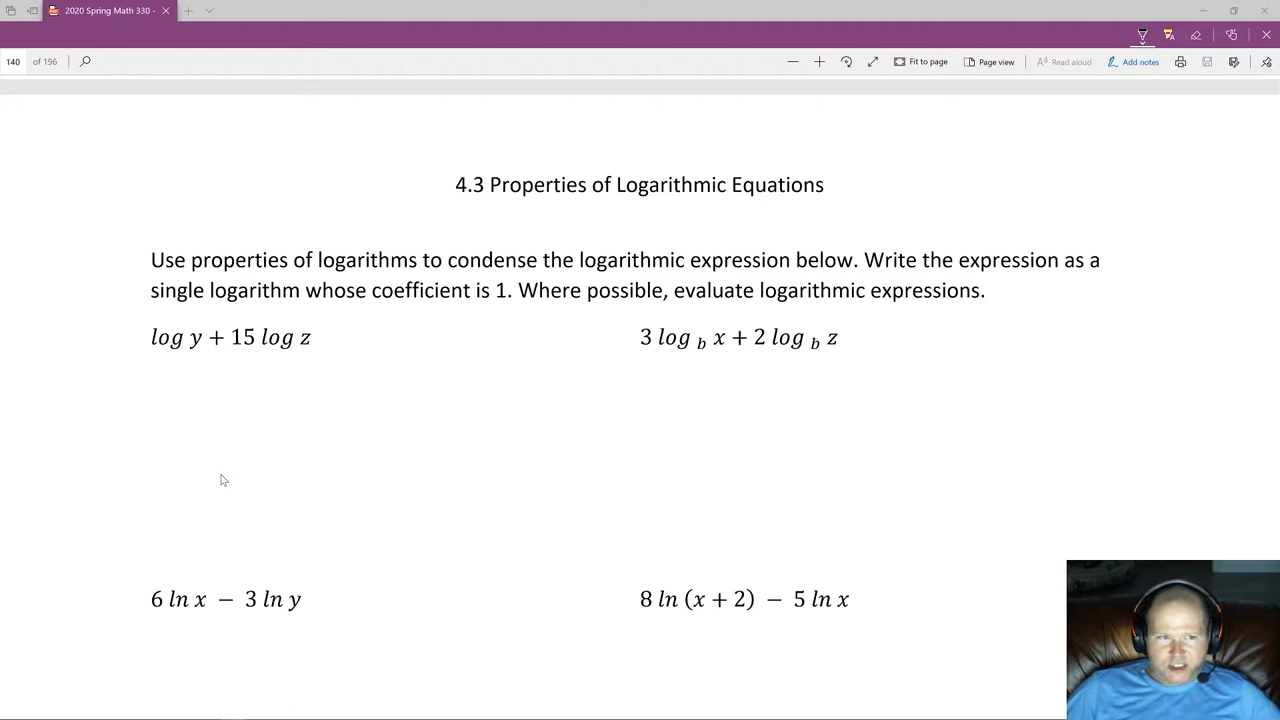 2020 Spring Math 330 -
140 of 196
Fit to page
Page view
Read aloud
Add notes
4.3 Properties of Logarithmic Equations
Use properties of logarithms to condense the logarithmic expression below. Write the expression as a
single logarithm whose coefficient is 1. Where possible, evaluate logarithmic expressions.
log y + 15 log z
3 log b x + 2 log b z
6 ln x − 3 ln y
8 ln (x + 2) − 5 ln x